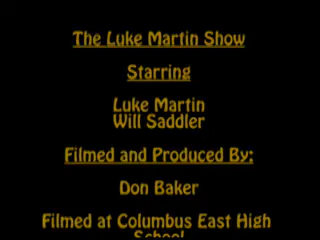 The Luke Martin Show
Starring
Luke Martin
Will Saddler
Filmed and Produced By:
Don Baker
Filmed at Columbus East High
School